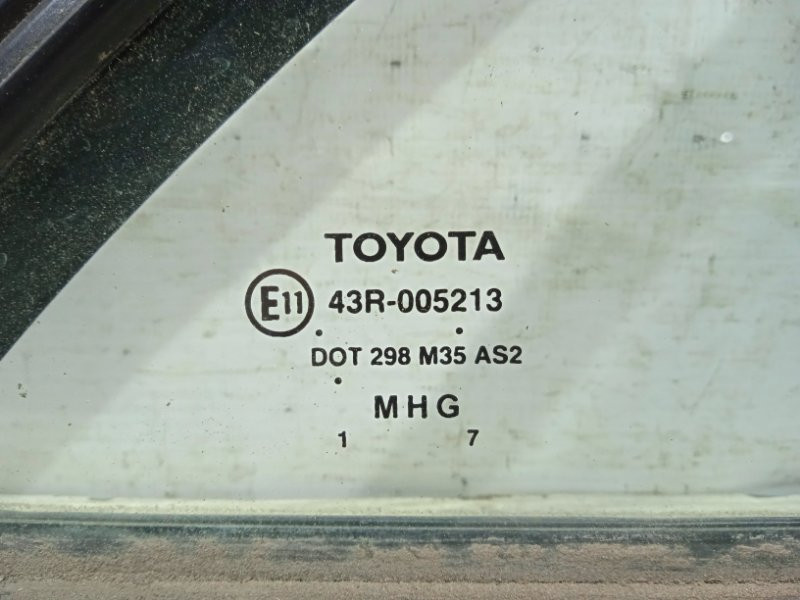 TOYOTA
E11 43R-005213
DOT 298 M35 AS2
MHG
1 7